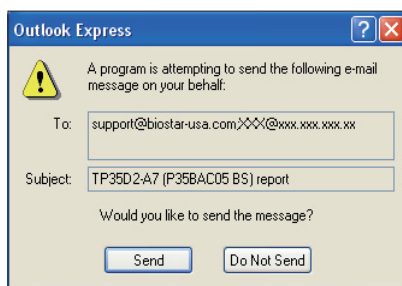 Outlook Express
A program is attempting to send the following e-mail
message on your behalf:
To: support@biostar-usa.com;XXX@xxx.xxx.xxx.xx
Subject: TP35D2-A7 (P35BAC05 BS) report
Would you like to send the message?
Send Do Not Send